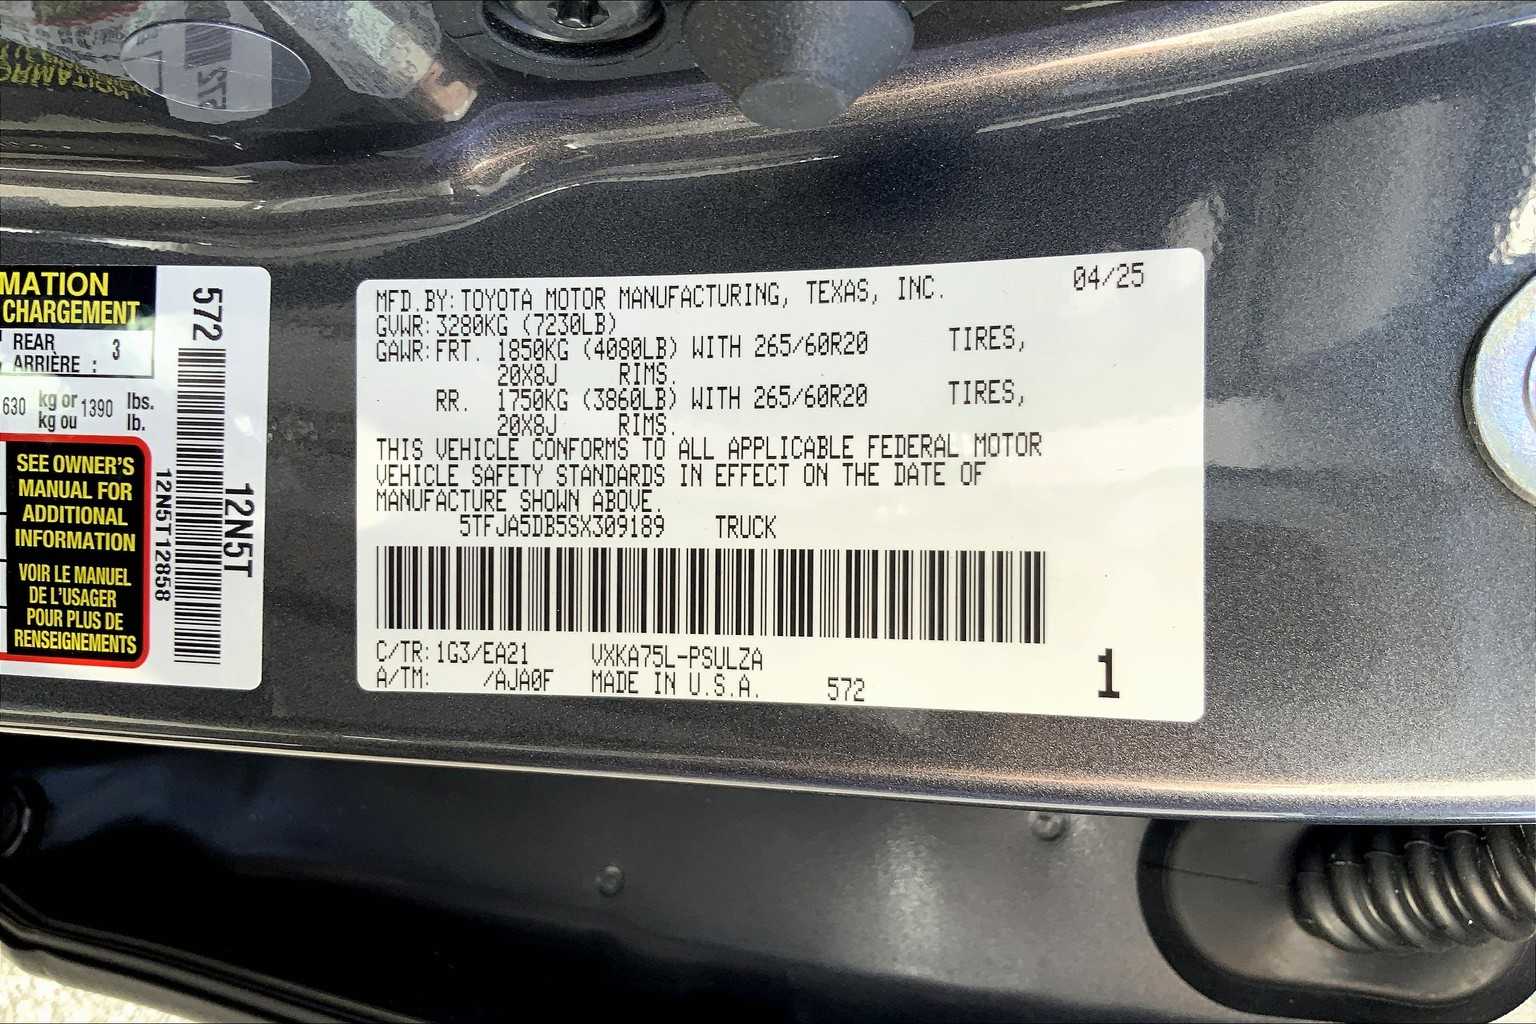 MATION
CHARGEMENT
REAR
ARRIÈRE : 3
630 kg or 1390 lbs.
kg ou lb.
SEE OWNER'S
MANUAL FOR
ADDITIONAL
INFORMATION
VOIR LE MANUEL
DE L'USAGER
POUR PLUS DE
RENSEIGNEMENTS
572
12N5T
12N5T12858
MFD.BY:TOYOTA MOTOR MANUFACTURING, TEXAS, INC. 04/25
GVWR:3280KG (7230LB)
GAWR:FRT. 1850KG (4080LB) WITH 265/60R20 TIRES,
20X8J RIMS.
RR. 1750KG (3860LB) WITH 265/60R20 TIRES,
20X8J RIMS.
THIS VEHICLE CONFORMS TO ALL APPLICABLE FEDERAL MOTOR
VEHICLE SAFETY STANDARDS IN EFFECT ON THE DATE OF
MANUFACTURE SHOWN ABOVE.
5TFJA5DB5SX309189 TRUCK
C/TR:1G3/EA21 VXKA75L-PSULZA
A/TM: /AJA0F MADE IN U.S.A. 572
1